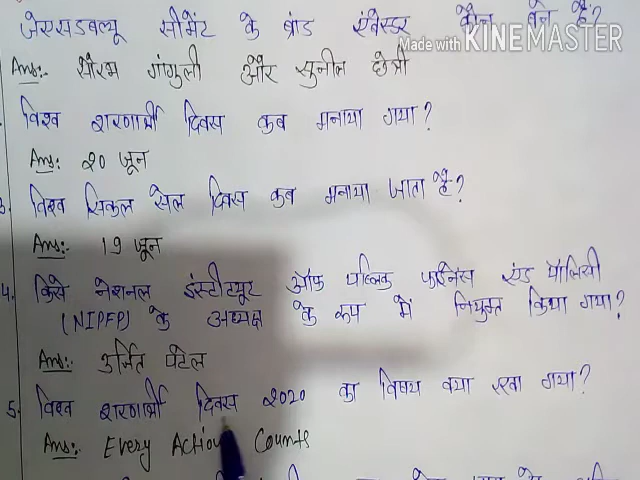 जेएसडबल्यू सीमेंट के ब्रांड एंबेस्डर कौन बने हैं?
Made with KINEMASTER
Ans:- सौरभ गांगुली और सुनील छेत्री
विश्व शरणार्थी दिवस कब मनाया गया?
Ans:- 20 जून
3. विश्व सिकल सेल दिवस कब मनाया जाता है?
Ans:- 19 जून
4. किसे नेशनल इंस्टीट्यूट ऑफ पब्लिक फाइनेंस एंड पॉलिसी
(NIPFP) के अध्यक्ष के रूप में नियुक्त किया गया?
Ans:- उर्जित पटेल
5. विश्व शरणार्थी दिवस 2020 का विषय क्या रखा गया?
Ans:- Every Action Counts